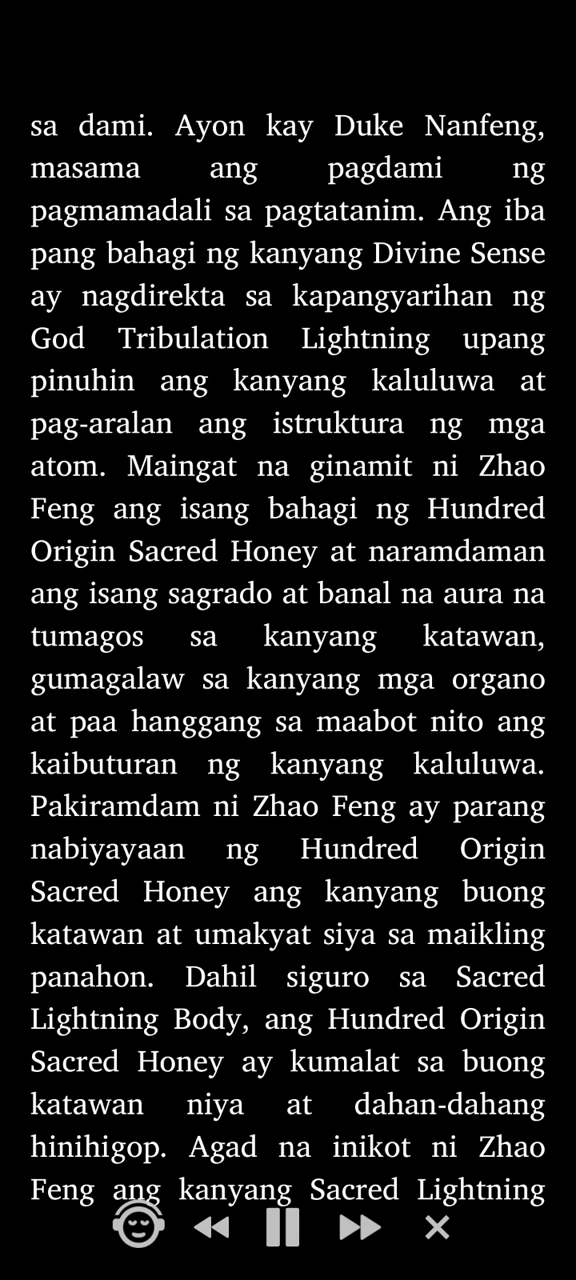 sa dami. Ayon kay Duke Nanfeng,
masama ang pagdami ng
pagmamadali sa pagtatanim. Ang iba
pang bahagi ng kanyang Divine Sense
ay nagdirekta sa kapangyarihan ng
God Tribulation Lightning upang
pinuhin ang kanyang kaluluwa at
pag-aralan ang istruktura ng mga
atom. Maingat na ginamit ni Zhao
Feng ang isang bahagi ng Hundred
Origin Sacred Honey at naramdaman
ang isang sagrado at banal na aura na
tumagos sa kanyang katawan,
gumagalaw sa kanyang mga organo
at paa hanggang sa maabot nito ang
kaibuturan ng kanyang kaluluwa.
Pakiramdam ni Zhao Feng ay parang
nabiyayaan ng Hundred Origin
Sacred Honey ang kanyang buong
katawan at umakyat siya sa maikling
panahon. Dahil siguro sa Sacred
Lightning Body, ang Hundred Origin
Sacred Honey ay kumalat sa buong
katawan niya at dahan-dahang
hinihigop. Agad na inikot ni Zhao
Feng ang kanyang Sacred Lightning